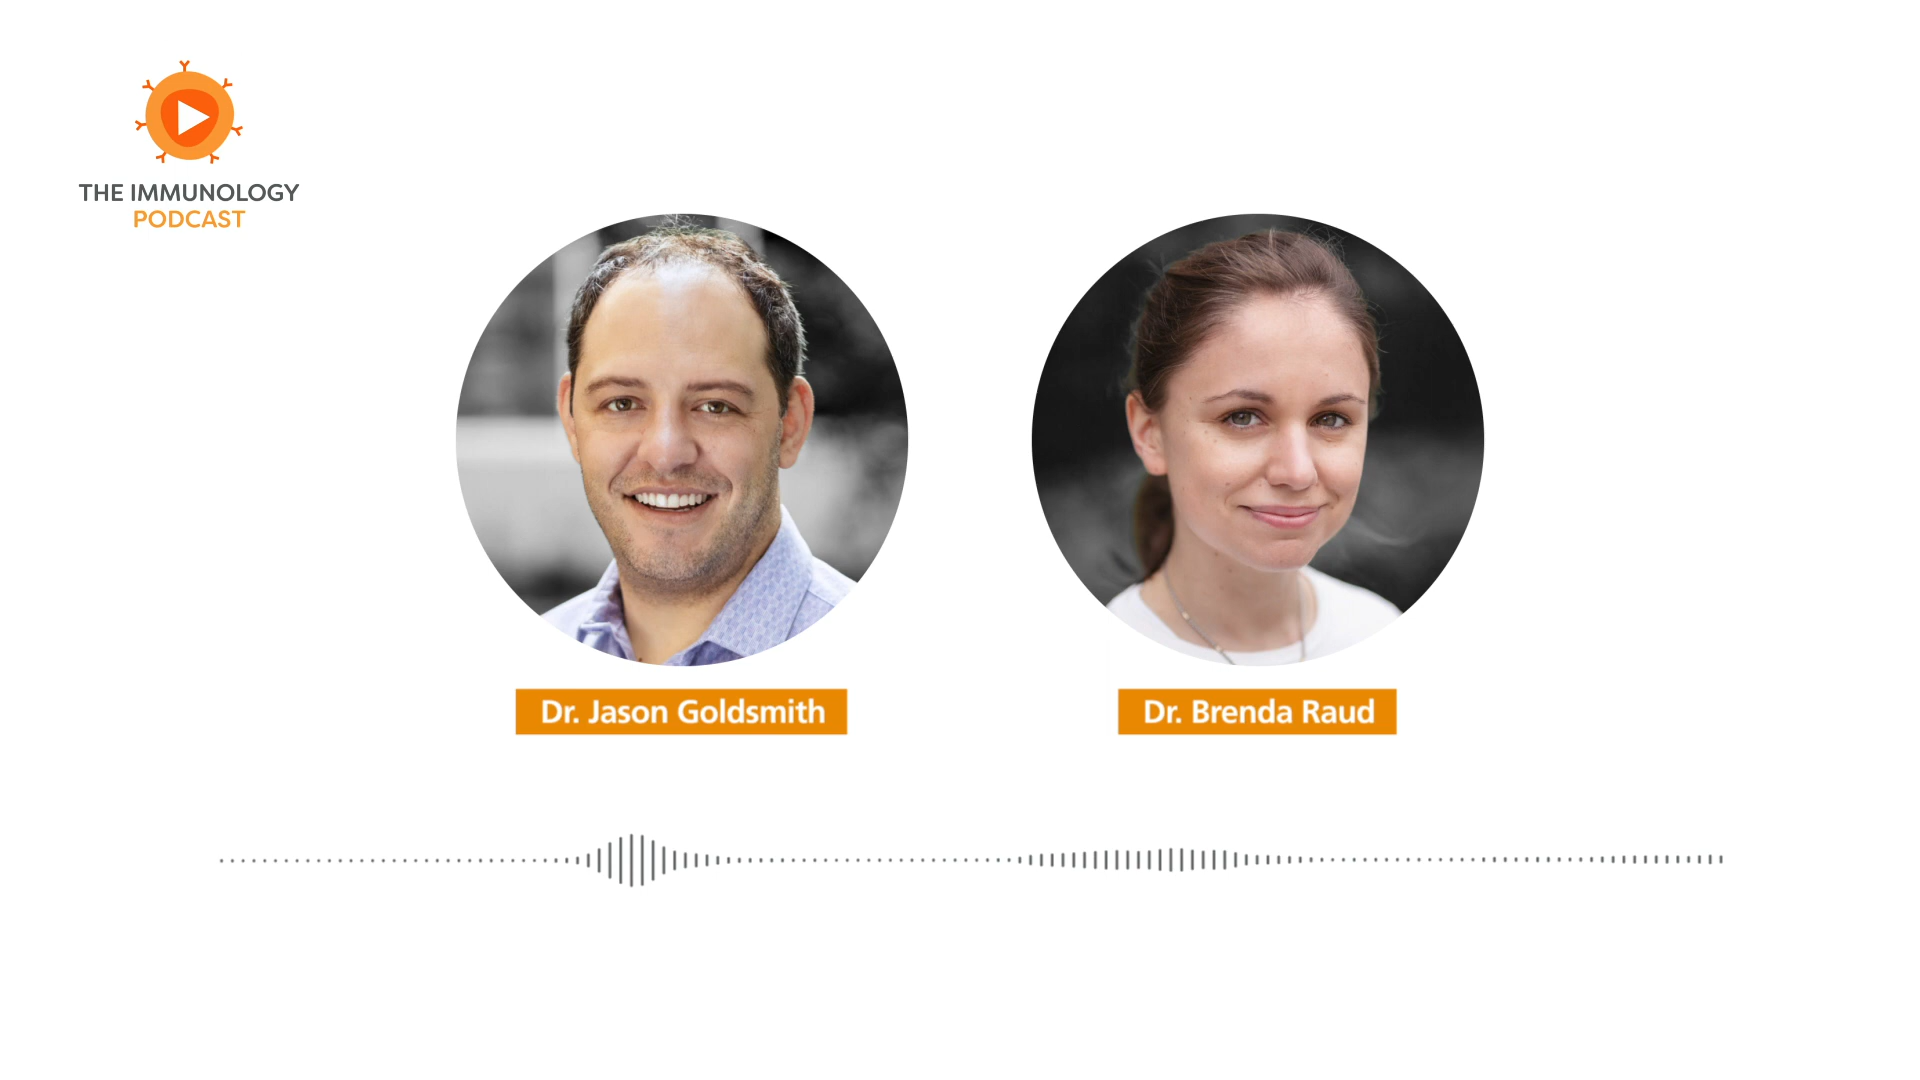 THE IMMUNOLOGY
PODCAST
Dr. Jason Goldsmith
Dr. Brenda Raud